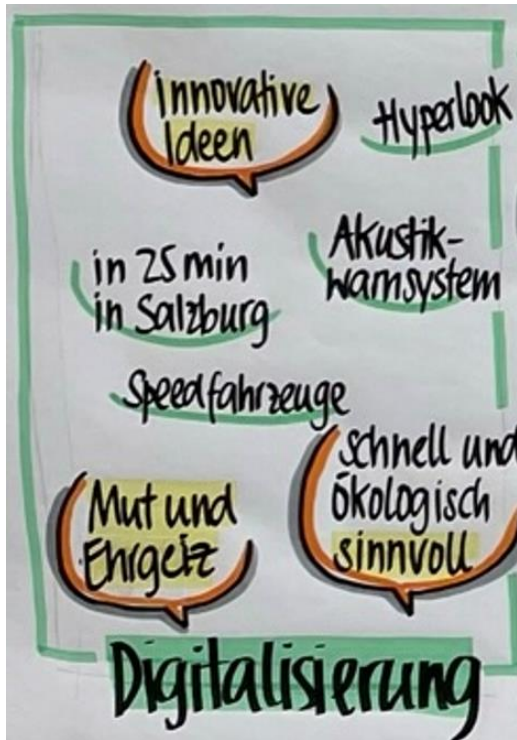 innovative
Ideen
Hyperlook
in 25 min
in Salzburg
Akustik-
warnsystem
Speedfahrzeuge
Mut und
Ehrgeiz
schnell und
ökologisch
sinnvoll
Digitalisierung